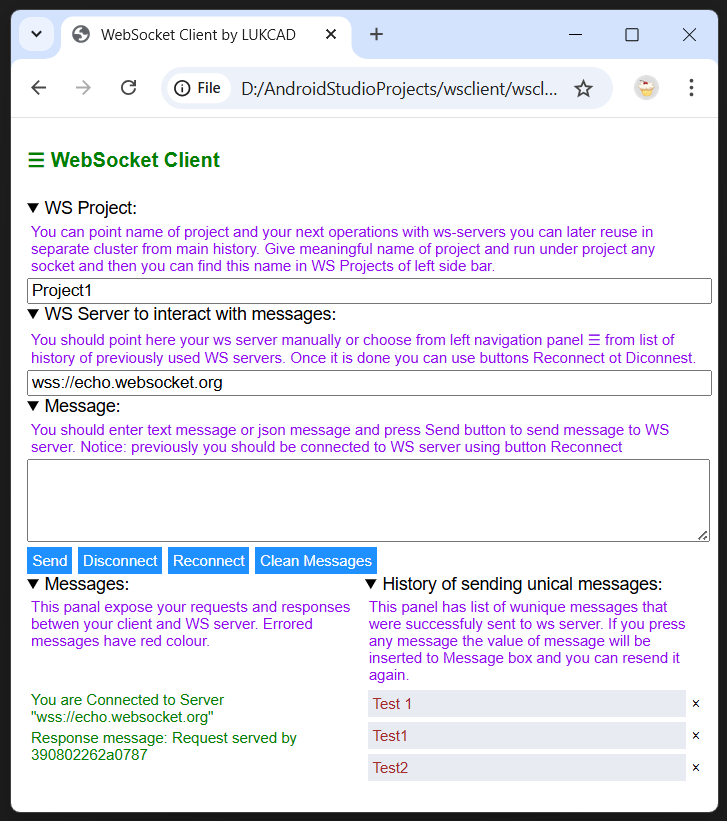 WebSocket Client by LUKCAD
File
D:/AndroidStudioProjects/wsclient/wscl...
☰ WebSocket Client
▼ WS Project:
You can point name of project and your next operations with ws-servers you can later reuse in
separate cluster from main history. Give meaningful name of project and run under project any
socket and then you can find this name in WS Projects of left side bar.
Project1
▼ WS Server to interact with messages:
You should point here your ws server manually or choose from left navigation panel ☰ from list of
history of previously used WS servers. Once it is done you can use buttons Reconnect ot Diconnest.
wss://echo.websocket.org
▼ Message:
You should enter text message or json message and press Send button to send message to WS
server. Notice: previously you should be connected to WS server using button Reconnect
Send Disconnect Reconnect Clean Messages
▼ Messages:
This panal expose your requests and responses
betwen your client and WS server. Errored
messages have red colour.
You are Connected to Server
"wss://echo.websocket.org"
Response message: Request served by
390802262a0787
▼ History of sending unical messages:
This panel has list of wunique messages that
were successfuly sent to ws server. If you press
any message the value of message will be
inserted to Message box and you can resend it
again.
Test 1 ×
Test1 ×
Test2 ×